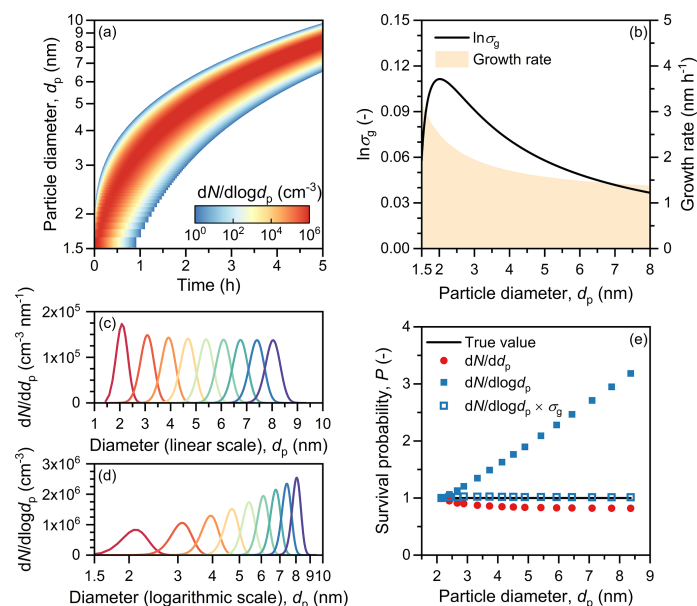 (a)
Particle diameter, dp (nm)
10
9
8
7
6
5
4
3
2
1.5
dN/dlogdp (cm-3)
10^0 10^2 10^4 10^6
0 1 2 3 4 5
Time (h)
(b)
lnσg
Growth rate
lnσg (-)
0.15
0.12
0.09
0.06
0.03
0.00
5
4
3
2
1
0
Growth rate (nm h-1)
1.5 2 3 4 5 6 7 8
Particle diameter, dp (nm)
(c)
dN/ddp (cm-3 nm-1)
2x10^5
1x10^5
0
1 2 3 4 5 6 7 8 9 10
Diameter (linear scale), dp (nm)
(d)
dN/dlogdp (cm-3)
3x10^6
2x10^6
1x10^6
0
1.5 2 3 4 5 6 7 8 910
Diameter (logarithmic scale), dp (nm)
(e)
True value
dN/ddp
dN/dlogdp
dN/dlogdp × σg
Survival probability, P (-)
4
3
2
1
0
2 3 4 5 6 7 8 9
Particle diameter, dp (nm)